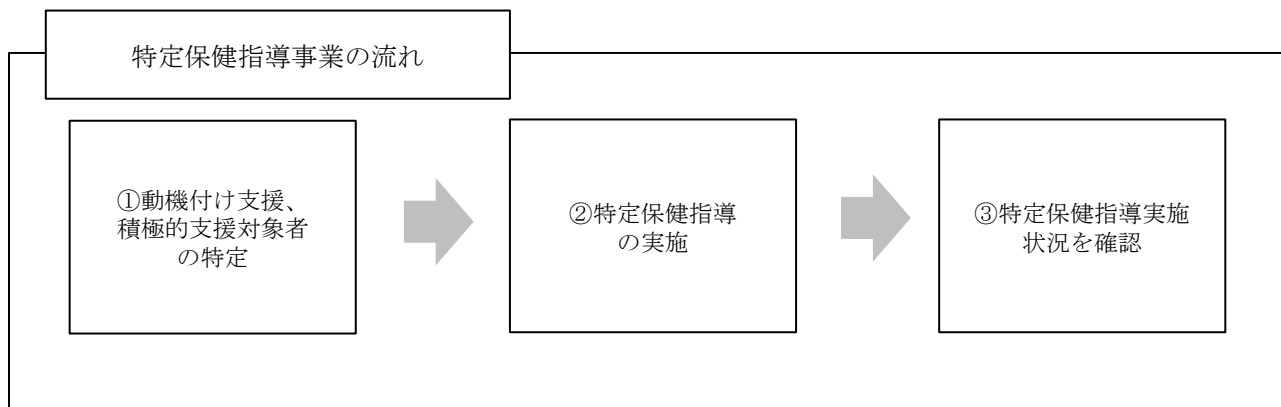 特定保健指導事業の流れ
①動機付け支援、
積極的支援対象者
の特定
②特定保健指導
の実施
③特定保健指導実施
状況を確認